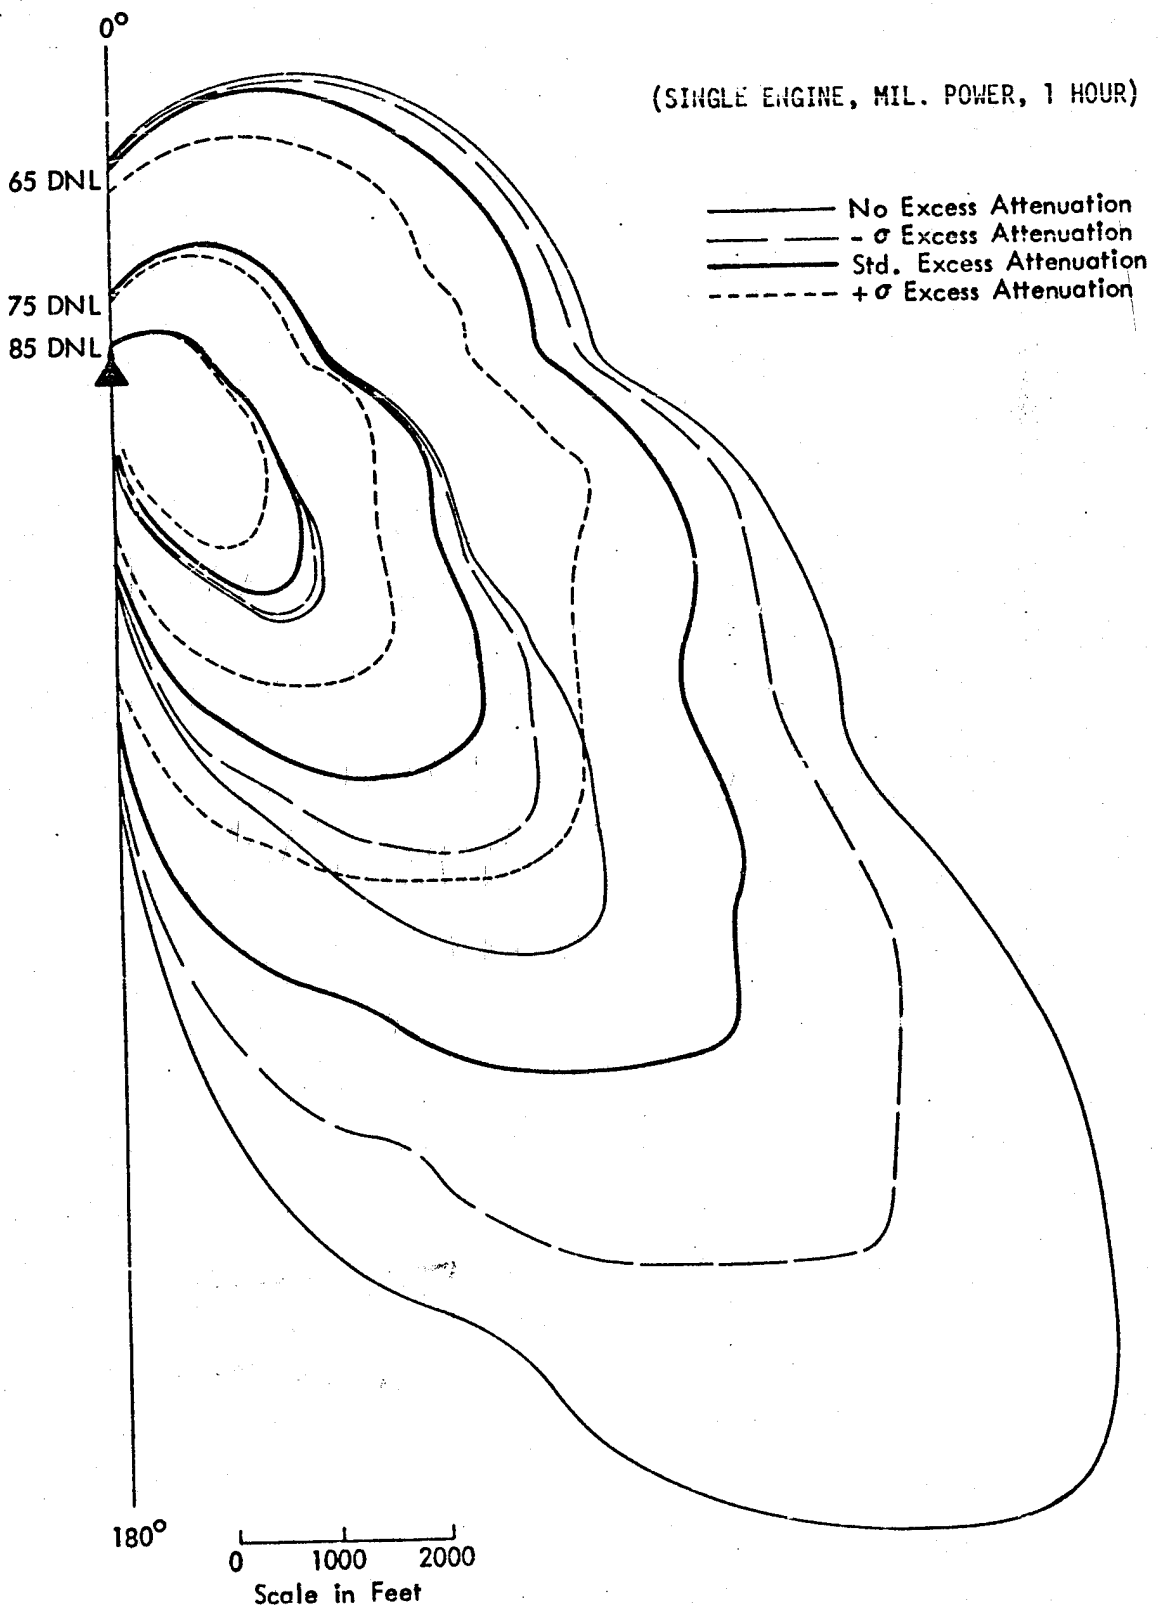 0°
(SINGLE ENGINE, MIL. POWER, 1 HOUR)
65 DNL
No Excess Attenuation
- σ Excess Attenuation
Std. Excess Attenuation
+σ Excess Attenuation
75 DNL
85 DNL
180°
0 1000 2000
Scale in Feet